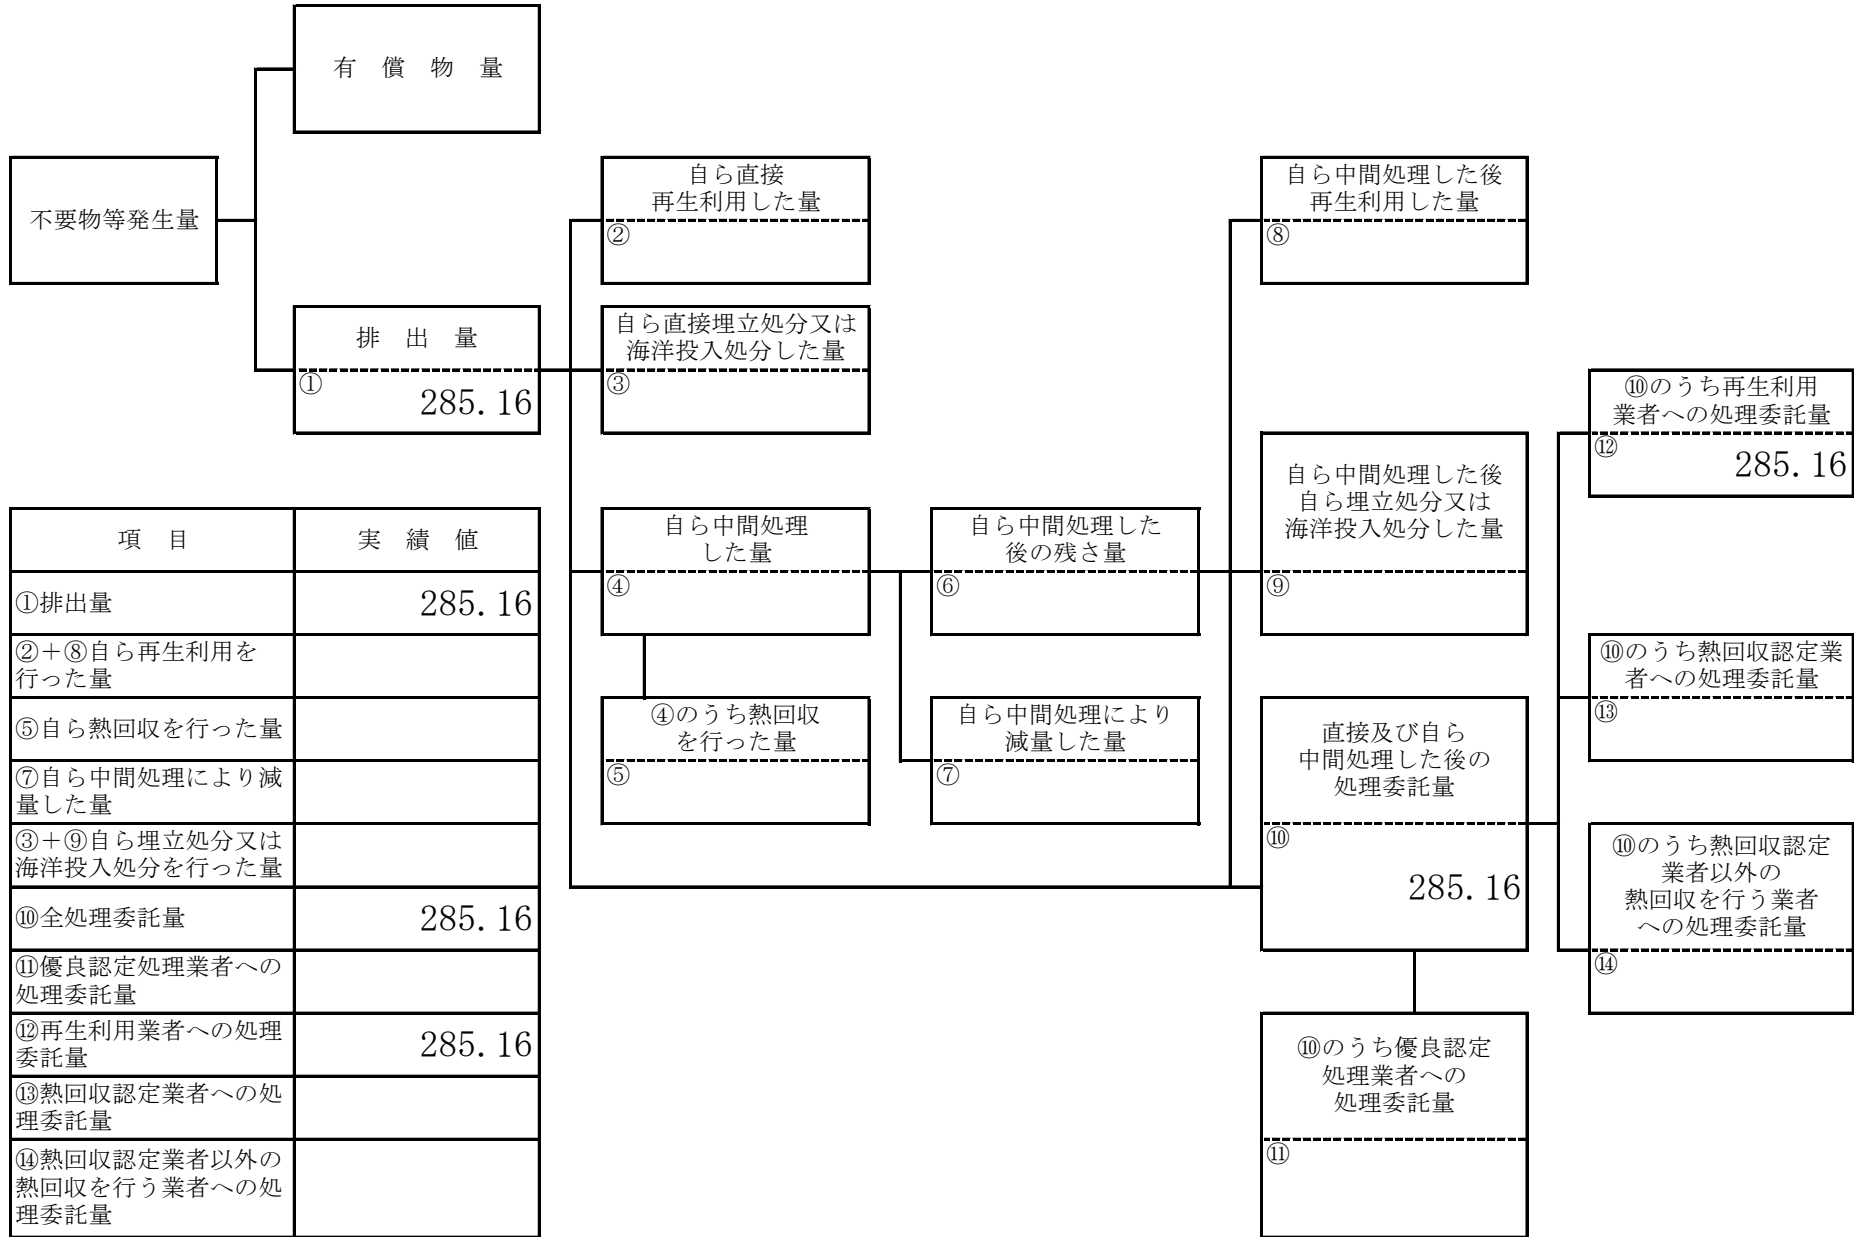 有　償　物　量
不要物等発生量
排　出　量
①
285.16
自ら直接
再生利用した量
②
自ら直接埋立処分又は
海洋投入処分した量
③
自ら中間処理
した量
④
④のうち熱回収
を行った量
⑤
自ら中間処理した
後の残さ量
⑥
自ら中間処理により
減量した量
⑦
自ら中間処理した後
再生利用した量
⑧
自ら中間処理した後
自ら埋立処分又は
海洋投入処分した量
⑨
直接及び自ら
中間処理した後の
処理委託量
⑩
285.16
⑩のうち優良認定
処理業者への
処理委託量
⑪
⑩のうち再生利用
業者への処理委託量
⑫
285.16
⑩のうち熱回収認定業
者への処理委託量
⑬
⑩のうち熱回収認定
業者以外の
熱回収を行う業者
への処理委託量
⑭
項　目　実　績　値
①排出量　285.16
②＋⑧自ら再生利用を
行った量
⑤自ら熱回収を行った量
⑦自ら中間処理により減
量した量
③＋⑨自ら埋立処分又は
海洋投入処分を行った量
⑩全処理委託量　285.16
⑪優良認定処理業者への
処理委託量
⑫再生利用業者への処理
委託量　285.16
⑬熱回収認定業者への処
理委託量
⑭熱回収認定業者以外の
熱回収を行う業者への処
理委託量